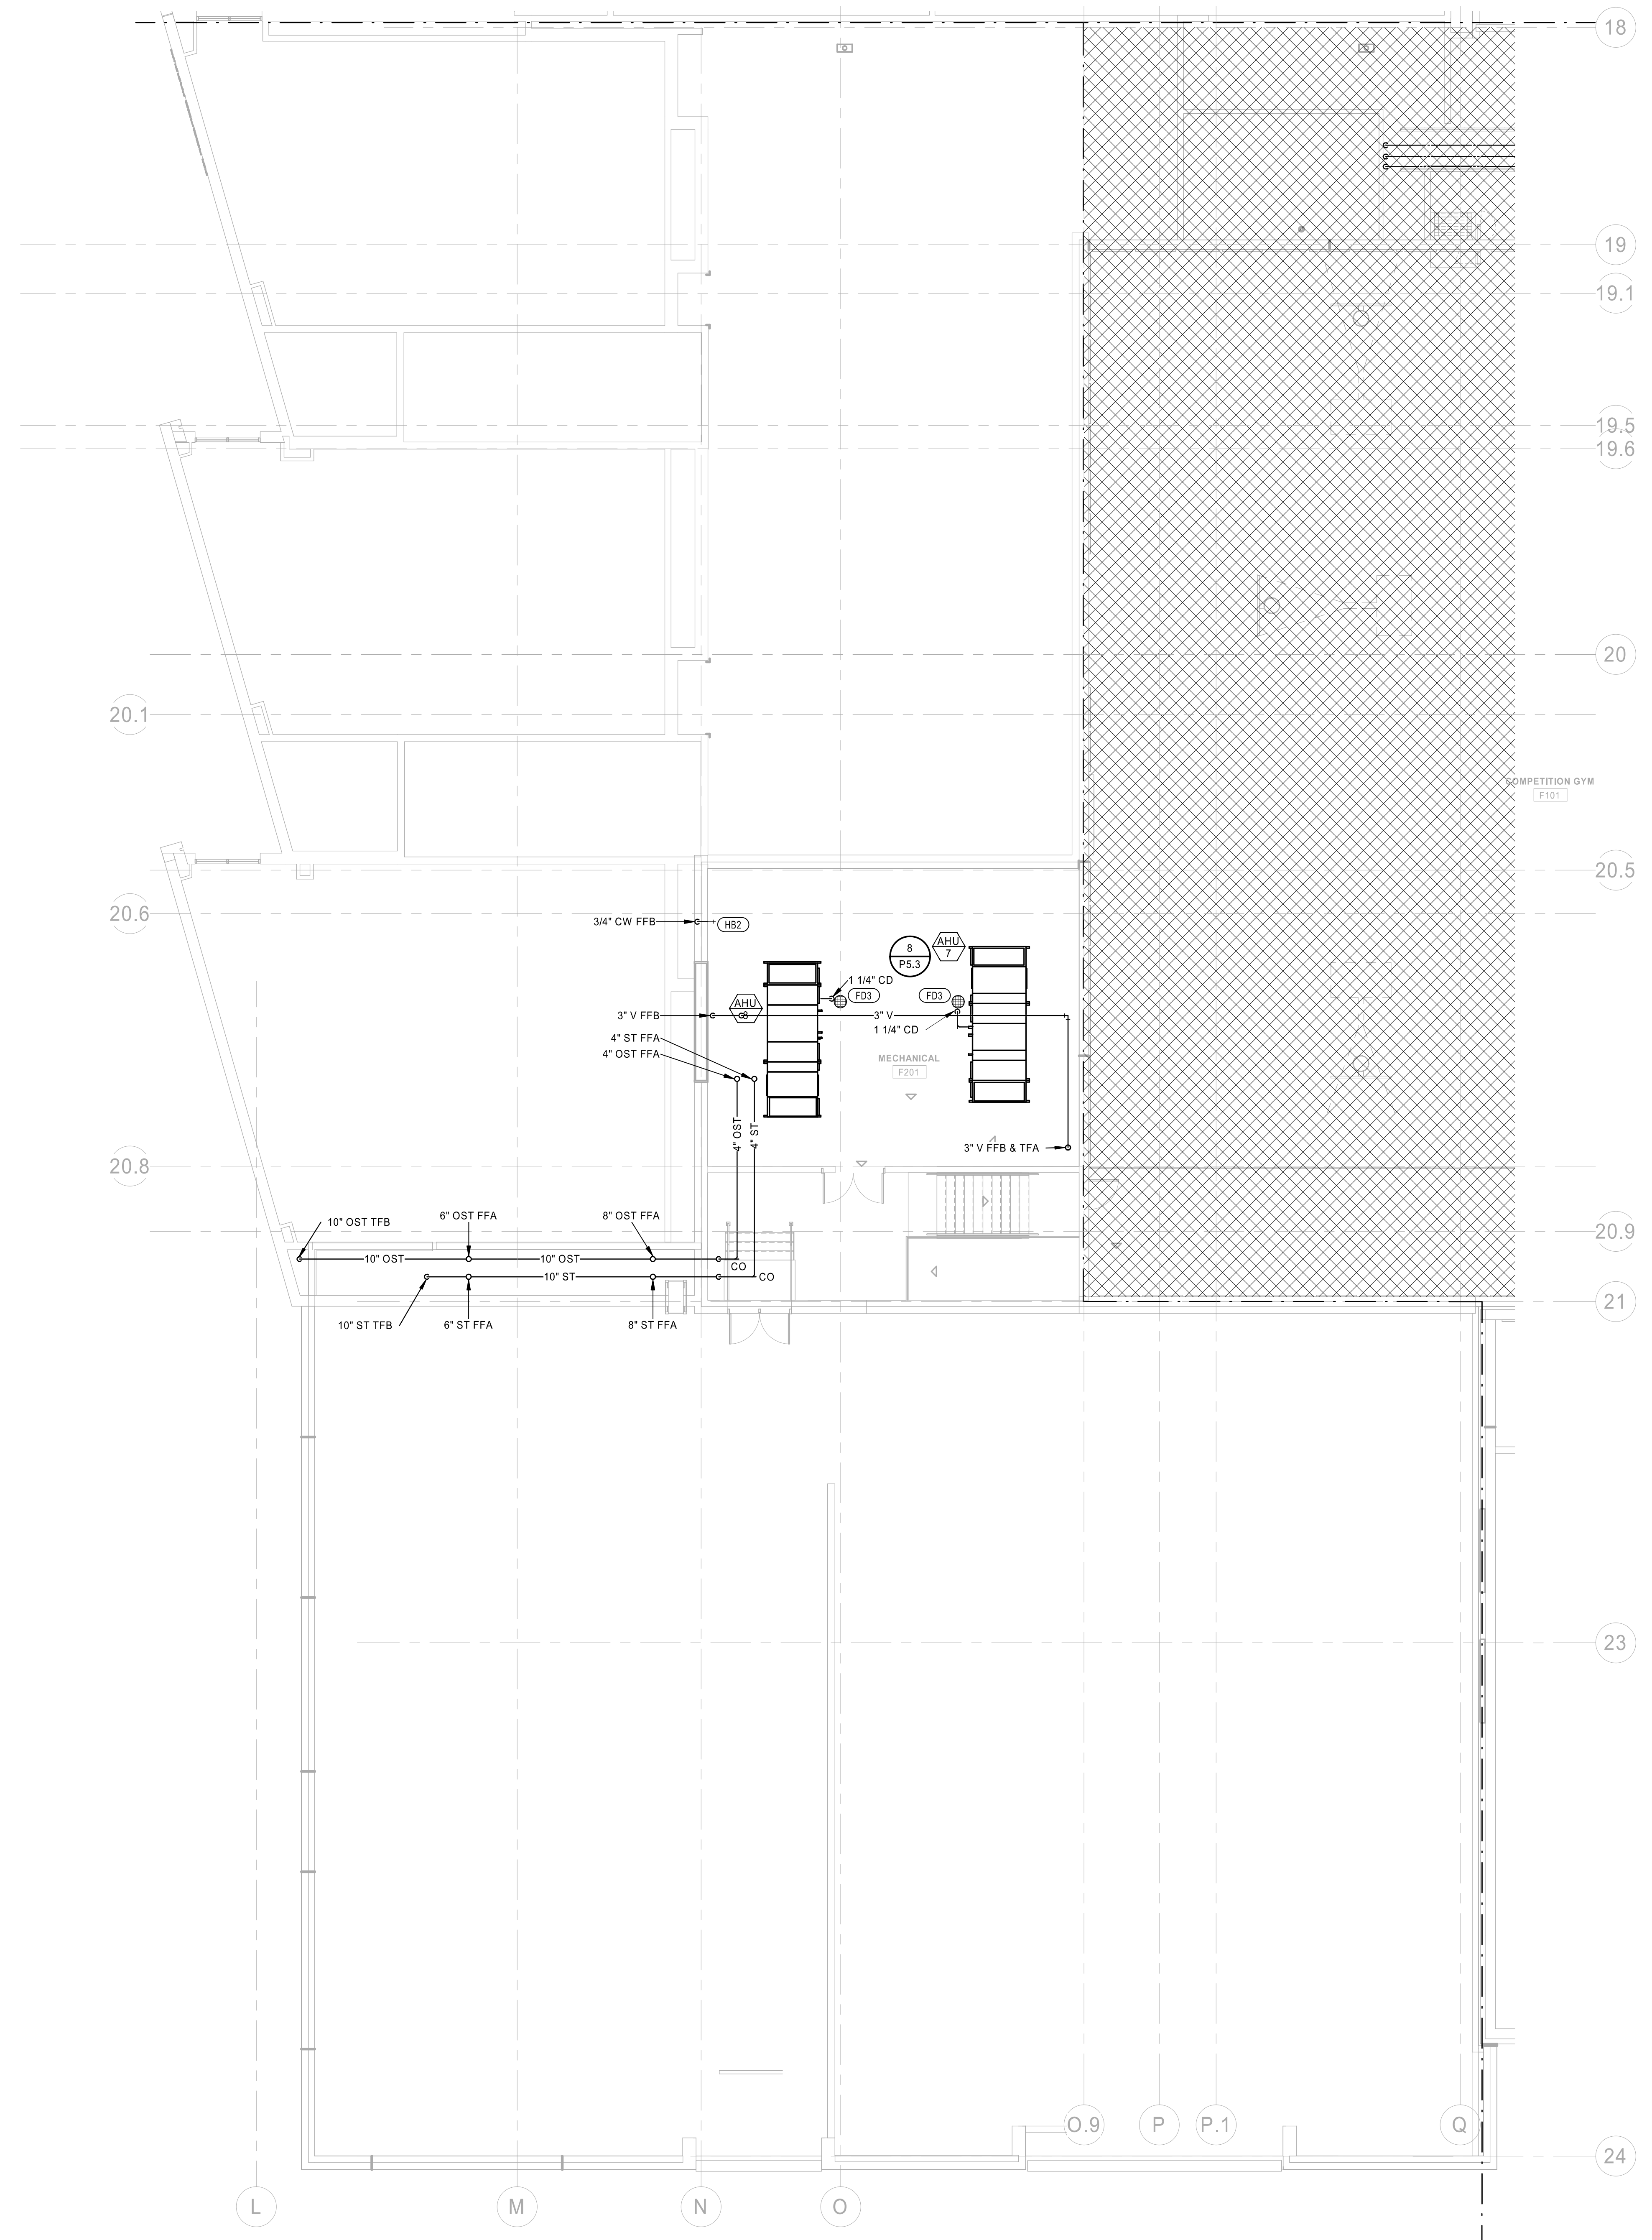 18
19
19.1
19.5
19.6
20
20.1
COMPETITION GYM
F101
20.5
20.6
3/4" CW FFB
HB2
8
P5.3
AHU
7
1 1/4" CD
FD3
FD3
AHU
8
3" V FFB
3" V
1 1/4" CD
4" ST FFA
4" OST FFA
MECHANICAL
F201
4" OST
4" ST
3" V FFB & TFA
20.8
10" OST TFB
6" OST FFA
8" OST FFA
20.9
10" OST
10" OST
CO
10" ST
CO
21
10" ST TFB
6" ST FFA
8" ST FFA
23
O.9
P
P.1
Q
24
L
M
N
O